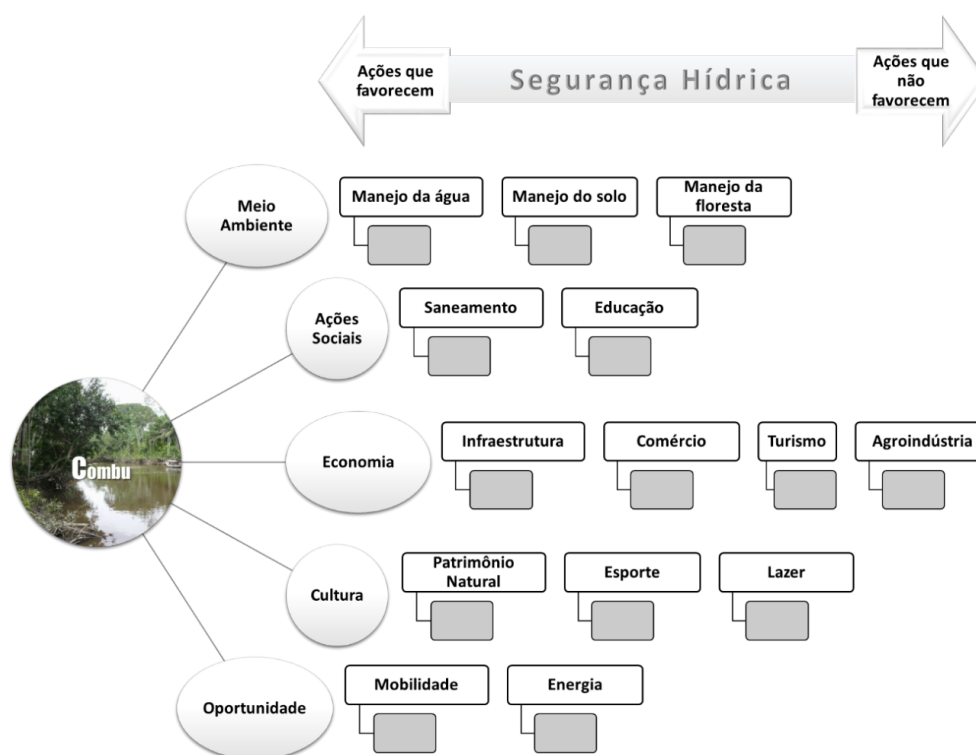 Ações que
favorecem
Segurança Hídrica
Ações que
não
favorecem
Meio
Ambiente
Manejo da água
Manejo do solo
Manejo da
floresta
Ações
Sociais
Saneamento
Educação
Combu
Economia
Infraestrutura
Comércio
Turismo
Agroindústria
Cultura
Patrimônio
Natural
Esporte
Lazer
Oportunidade
Mobilidade
Energia